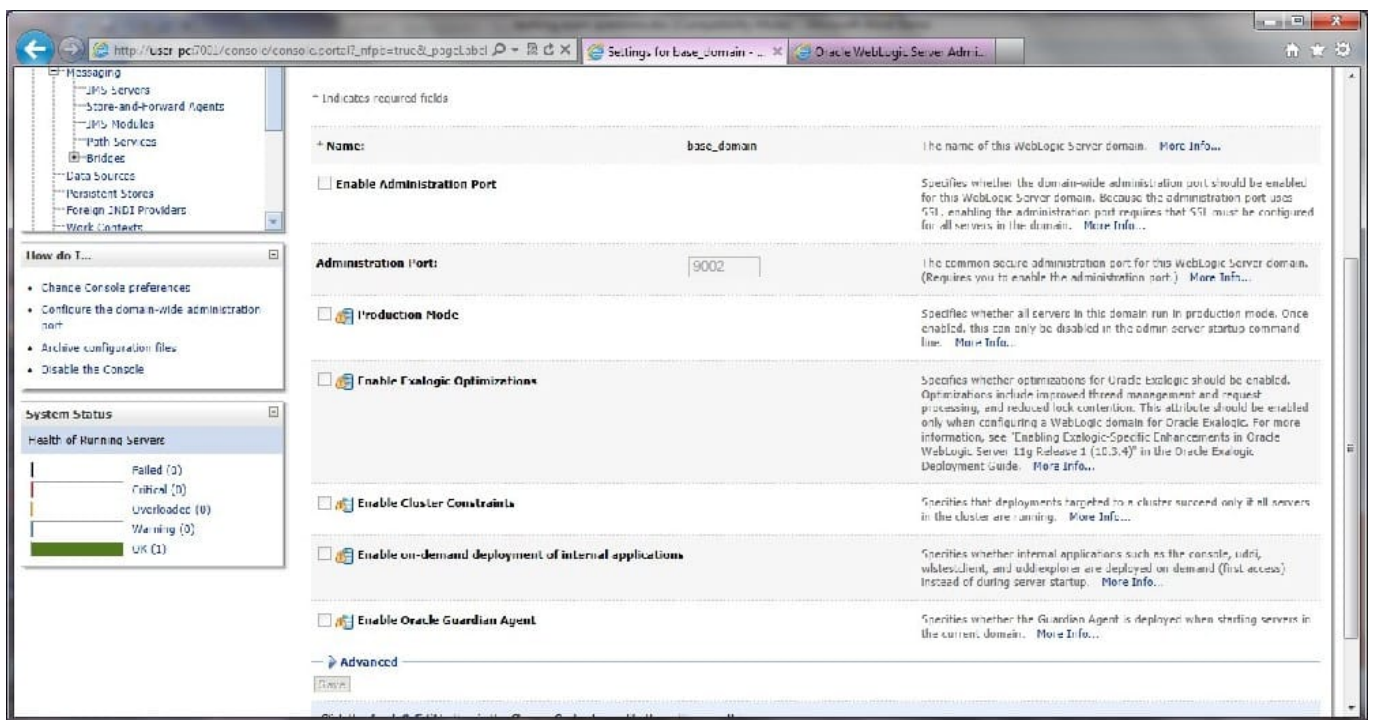 http://user-pc:7001/console/console.portal?_nfpb=true&_pageLabel
Settings for base_domain - ...
Oracle WebLogic Server Admi...
Messaging
JMS Servers
Store-and-Forward Agents
JMS Modules
Path Services
Bridges
Data Sources
Persistent Stores
Foreign JNDI Providers
Work Contexts
How do I...
Change Console preferences
Configure the domain-wide administration
port
Archive configuration files
Disable the Console
System Status
Health of Running Servers
Failed (0)
Critical (0)
Overloaded (0)
Warning (0)
OK (1)
* Indicates required fields
* Name:
base_domain
The name of this WebLogic Server domain. More Info...
Enable Administration Port
Specifies whether the domain-wide administration port should be enabled
for this WebLogic Server domain. Because the administration port uses
SSL, enabling the administration port requires that SSL must be configured
for all servers in the domain. More Info...
Administration Port:
9002
The common secure administration port for this WebLogic Server domain.
(Requires you to enable the administration port.) More Info...
Production Mode
Specifies whether all servers in this domain run in production mode. Once
enabled, this can only be disabled in the admin server startup command
line. More Info...
Enable Exalogic Optimizations
Specifies whether optimizations for Oracle Exalogic should be enabled.
Optimizations include improved thread management and request
processing, and reduced lock contention. This attribute should be enabled
only when configuring a WebLogic domain for Oracle Exalogic. For more
information, see "Enabling Exalogic-Specific Enhancements in Oracle
WebLogic Server 11g Release 1 (10.3.4)" in the Oracle Exalogic
Deployment Guide. More Info...
Enable Cluster Constraints
Specifies that deployments targeted to a cluster succeed only if all servers
in the cluster are running. More Info...
Enable on-demand deployment of internal applications
Specifies whether internal applications such as the console, uddi,
wlstestclient, and uddiexplorer are deployed on demand (first access)
instead of during server startup. More Info...
Enable Oracle Guardian Agent
Specifies whether the Guardian Agent is deployed when starting servers in
the current domain. More Info...
Advanced
Save